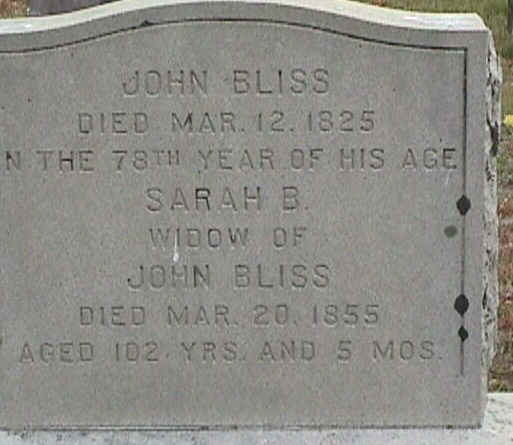 JOHN BLISS
DIED MAR. 12. 1825
N THE 78TH YEAR OF HIS AGE
SARAH B.
WIDOW OF
JOHN BLISS
DIED MAR. 20. 1855
AGED 102 YRS. AND 5 MOS.